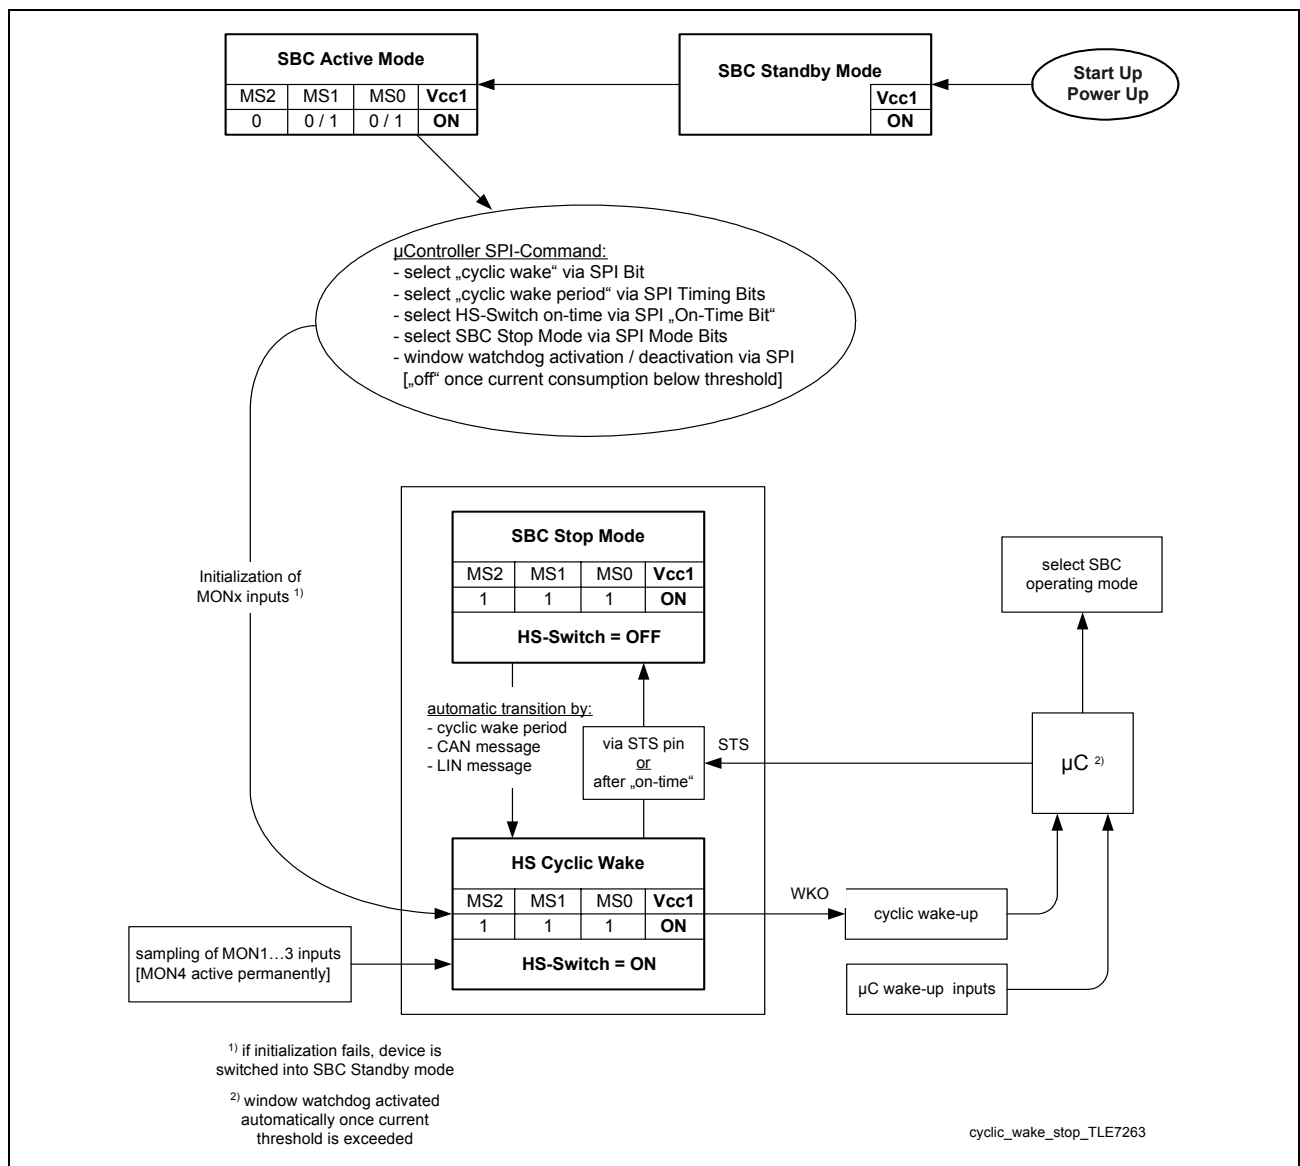 SBC Active Mode
MS2 MS1 MS0 Vcc1
0 0 / 1 0 / 1 ON
SBC Standby Mode
Vcc1
ON
Start Up
Power Up
µController SPI-Command:
- select „cyclic wake“ via SPI Bit
- select „cyclic wake period“ via SPI Timing Bits
- select HS-Switch on-time via SPI „On-Time Bit“
- select SBC Stop Mode via SPI Mode Bits
- window watchdog activation / deactivation via SPI
[„off“ once current consumption below threshold]
Initialization of
MONx inputs 1)
SBC Stop Mode
MS2 MS1 MS0 Vcc1
1 1 1 ON
HS-Switch = OFF
automatic transition by:
- cyclic wake period
- CAN message
- LIN message
via STS pin
or
after „on-time“
STS
select SBC
operating mode
µC 2)
HS Cyclic Wake
MS2 MS1 MS0 Vcc1
1 1 1 ON
HS-Switch = ON
WKO
cyclic wake-up
µC wake-up inputs
sampling of MON1...3 inputs
[MON4 active permanently]
1) if initialization fails, device is
switched into SBC Standby mode
2) window watchdog activated
automatically once current
threshold is exceeded
cyclic_wake_stop_TLE7263